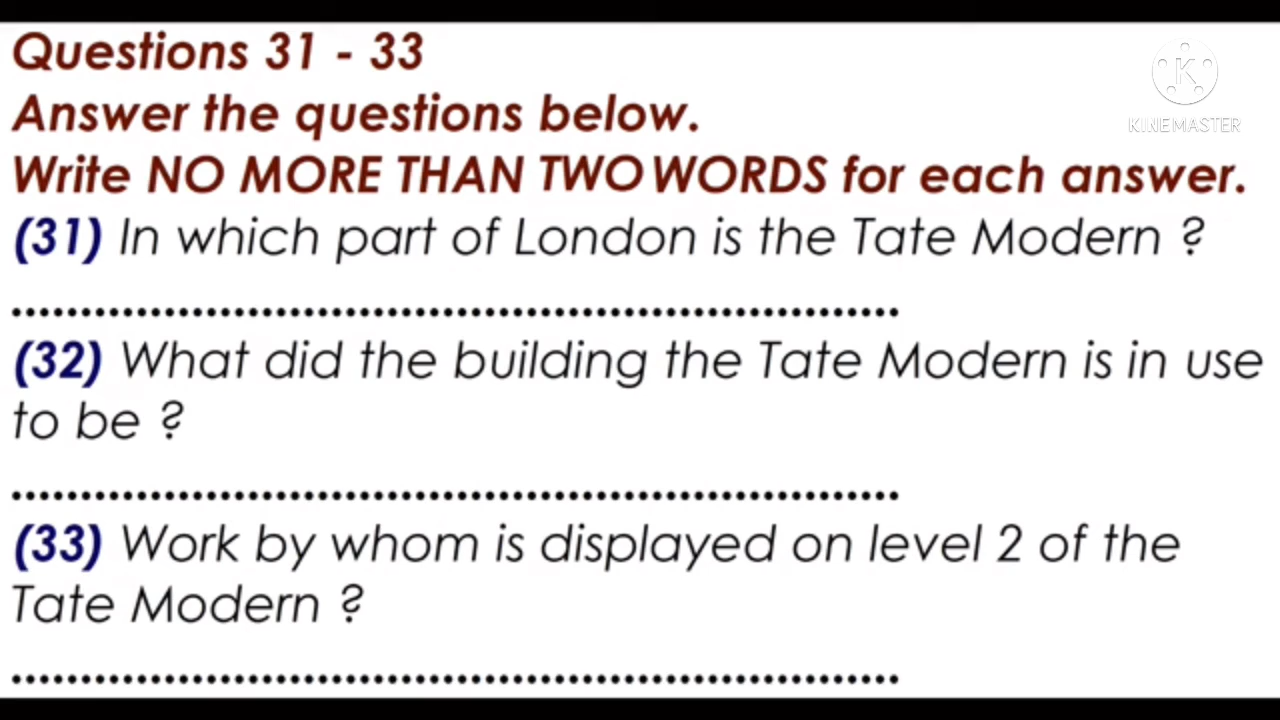 Questions 31 - 33
KINEMASTER
Answer the questions below.
Write NO MORE THAN TWO WORDS for each answer.
(31) In which part of London is the Tate Modern ?
................................................................
(32) What did the building the Tate Modern is in use
to be ?
................................................................
(33) Work by whom is displayed on level 2 of the
Tate Modern ?
................................................................